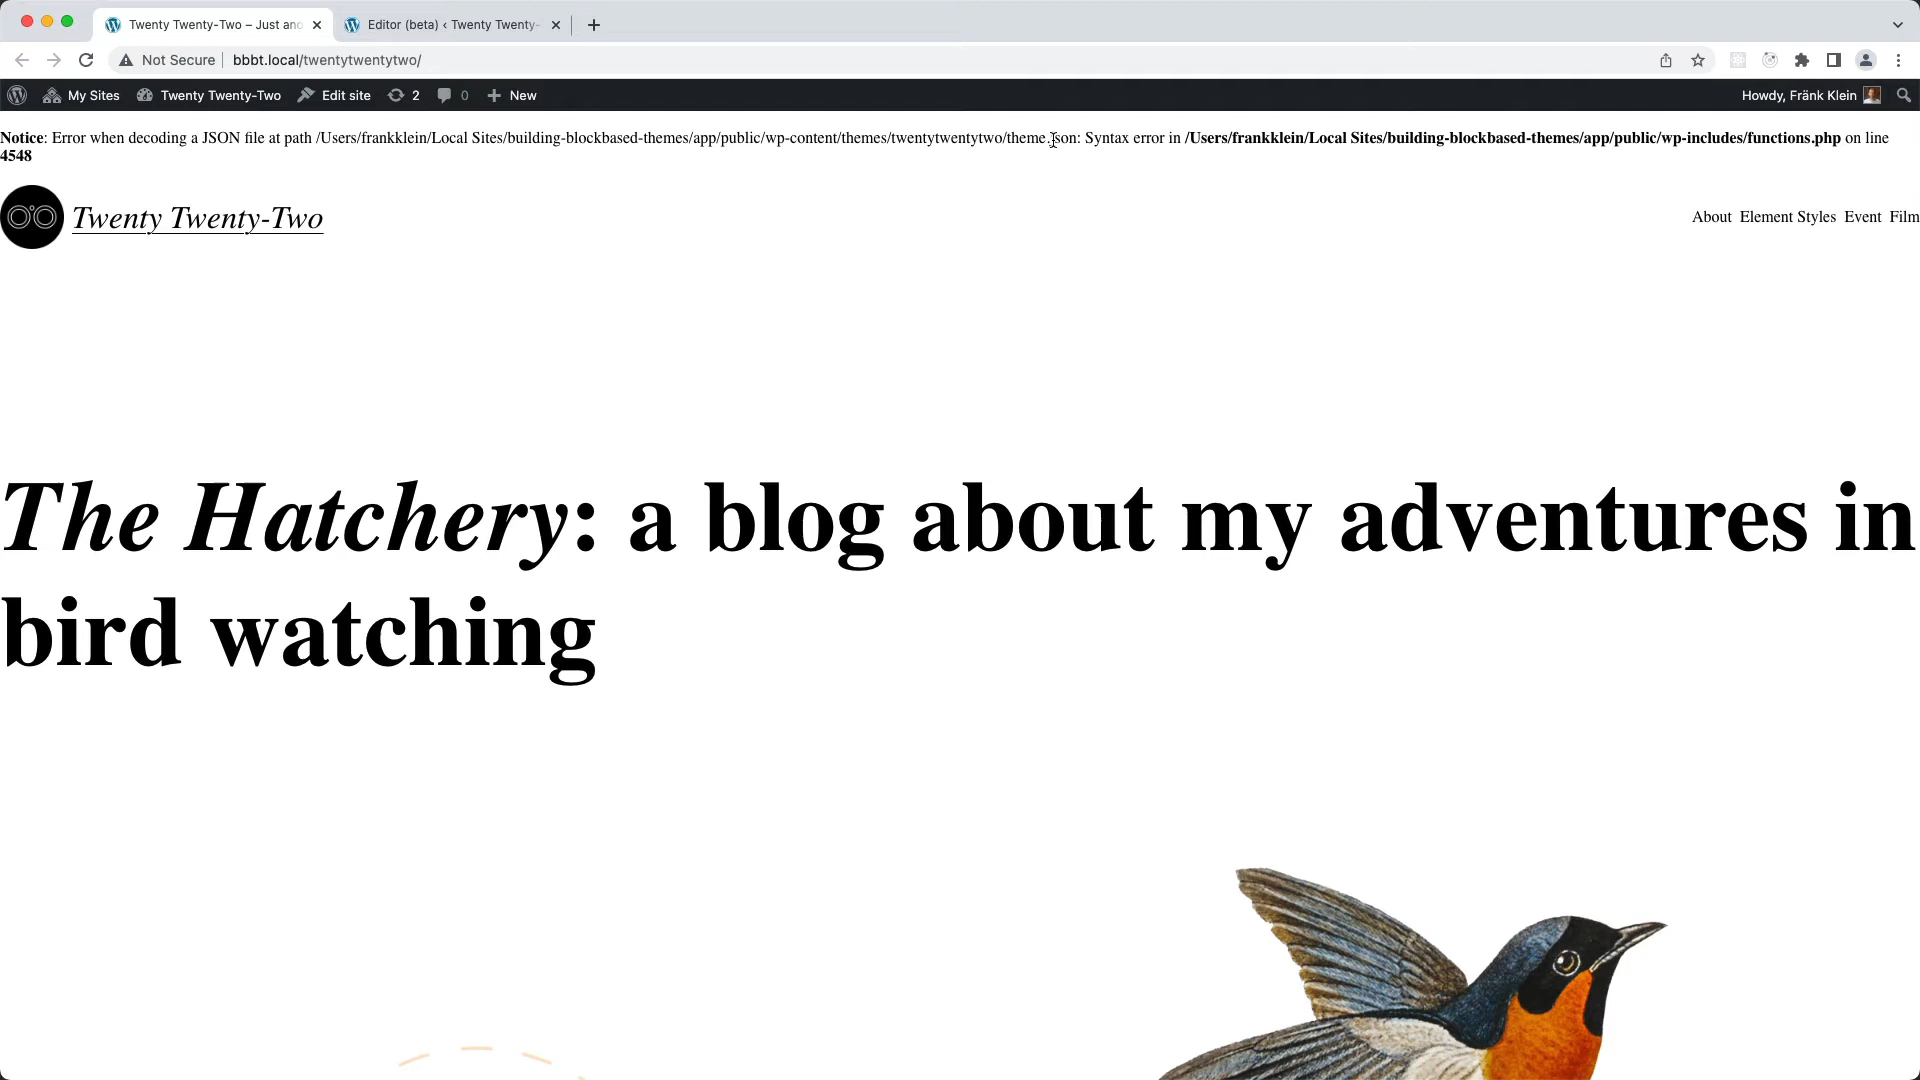 Twenty Twenty-Two – Just ano
Editor (beta) ‹ Twenty Twenty-
Not Secure
bbbt.local/twentytwentytwo/
My Sites
Twenty Twenty-Two
Edit site
2
0
New
Howdy, Fränk Klein
Notice: Error when decoding a JSON file at path /Users/frankklein/Local Sites/building-blockbased-themes/app/public/wp-content/themes/twentytwentytwo/theme.json: Syntax error in /Users/frankklein/Local Sites/building-blockbased-themes/app/public/wp-includes/functions.php on line
4548
Twenty Twenty-Two
About Element Styles Event Film
The Hatchery: a blog about my adventures in
bird watching